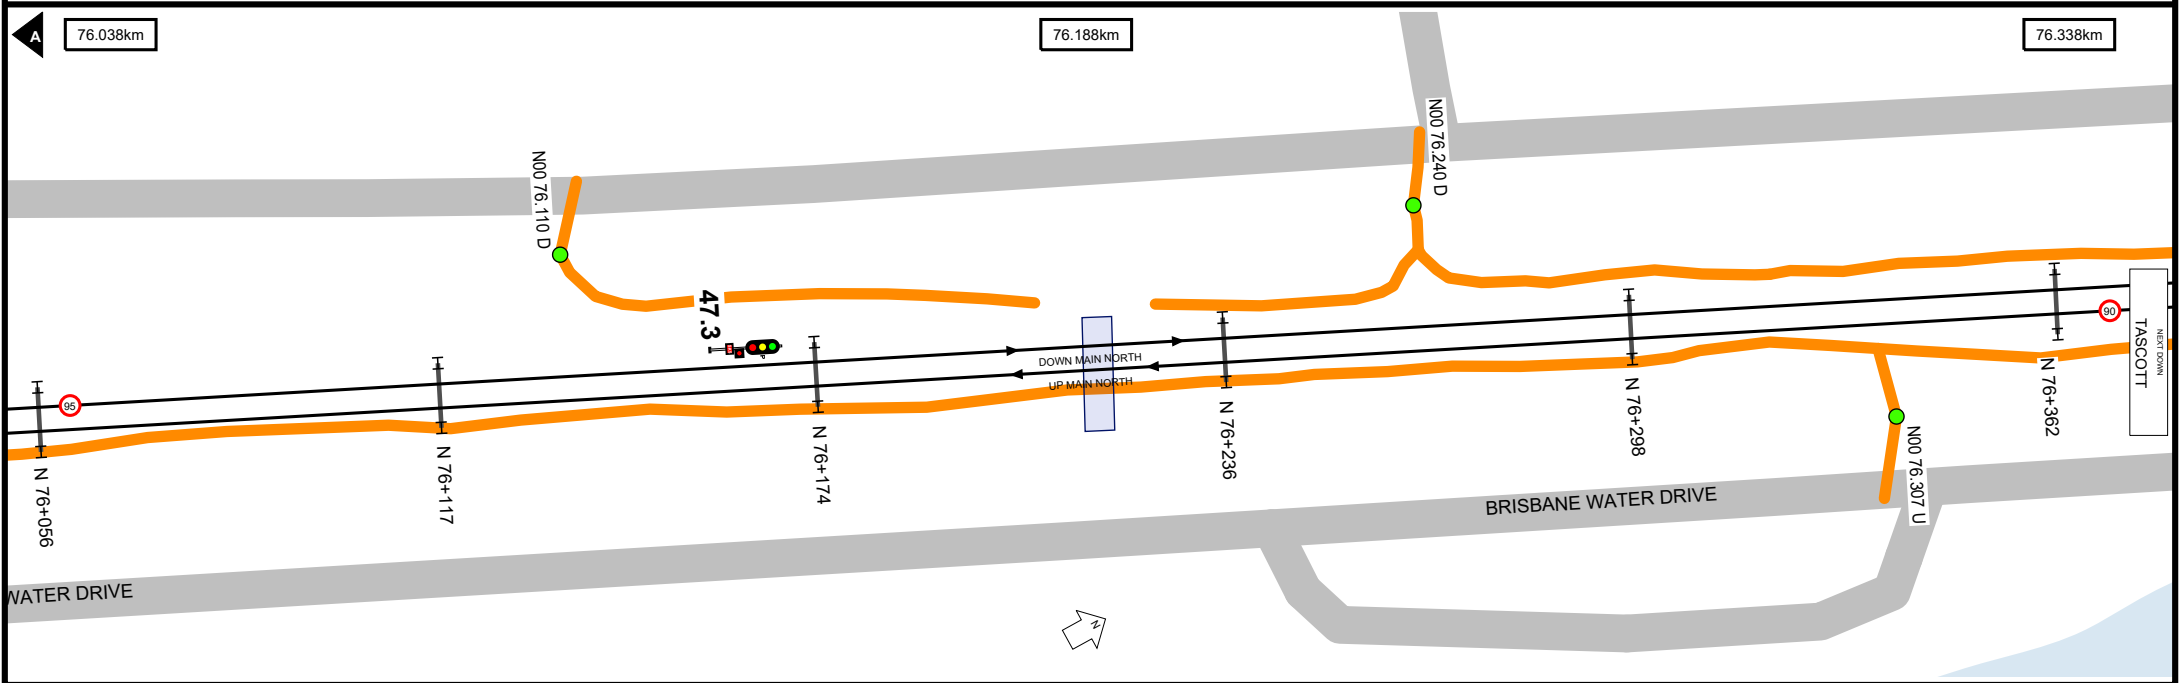 A
76.038km
76.188km
76.338km
N00 76.110 D
N00 76.240 D
47.3
DOWN MAIN NORTH
UP MAIN NORTH
95
90
TASCOTT
NEXT DOWN
N 76+056
N 76+117
N 76+174
N 76+236
N 76+298
N 76+362
N00 76.307 U
BRISBANE WATER DRIVE
WATER DRIVE
N